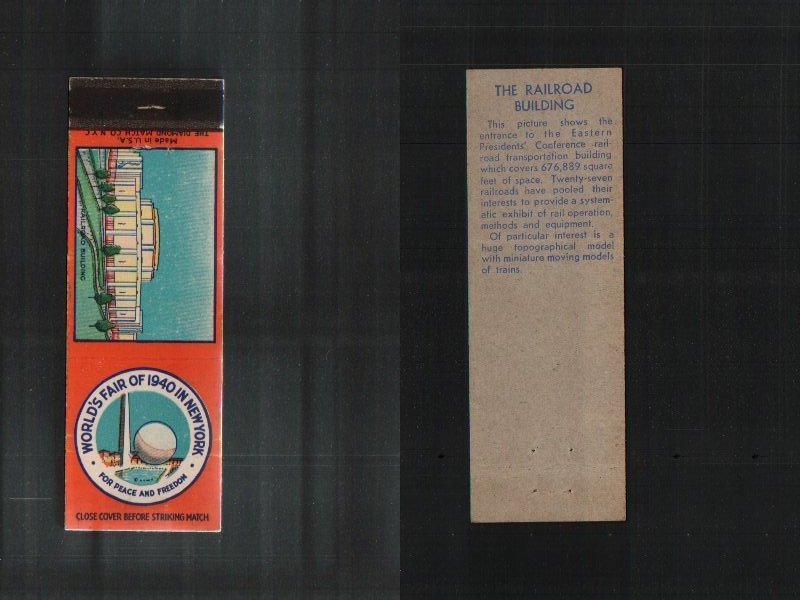 Made in U.S.A.
THE DIAMOND MATCH CO. N.Y.C.
RAILROAD BUILDING
WORLD'S FAIR OF 1940 IN NEW YORK
FOR PEACE AND FREEDOM
CLOSE COVER BEFORE STRIKING MATCH
THE RAILROAD
BUILDING
This picture shows the
entrance to the Eastern
Presidents' Conference rail-
road transportation building
which covers 676,889 square
feet of space. Twenty-seven
railroads have pooled their
interests to provide a system-
atic exhibit of rail operation,
methods and equipment.
Of particular interest is a
huge topographical model
with miniature moving models
of trains.